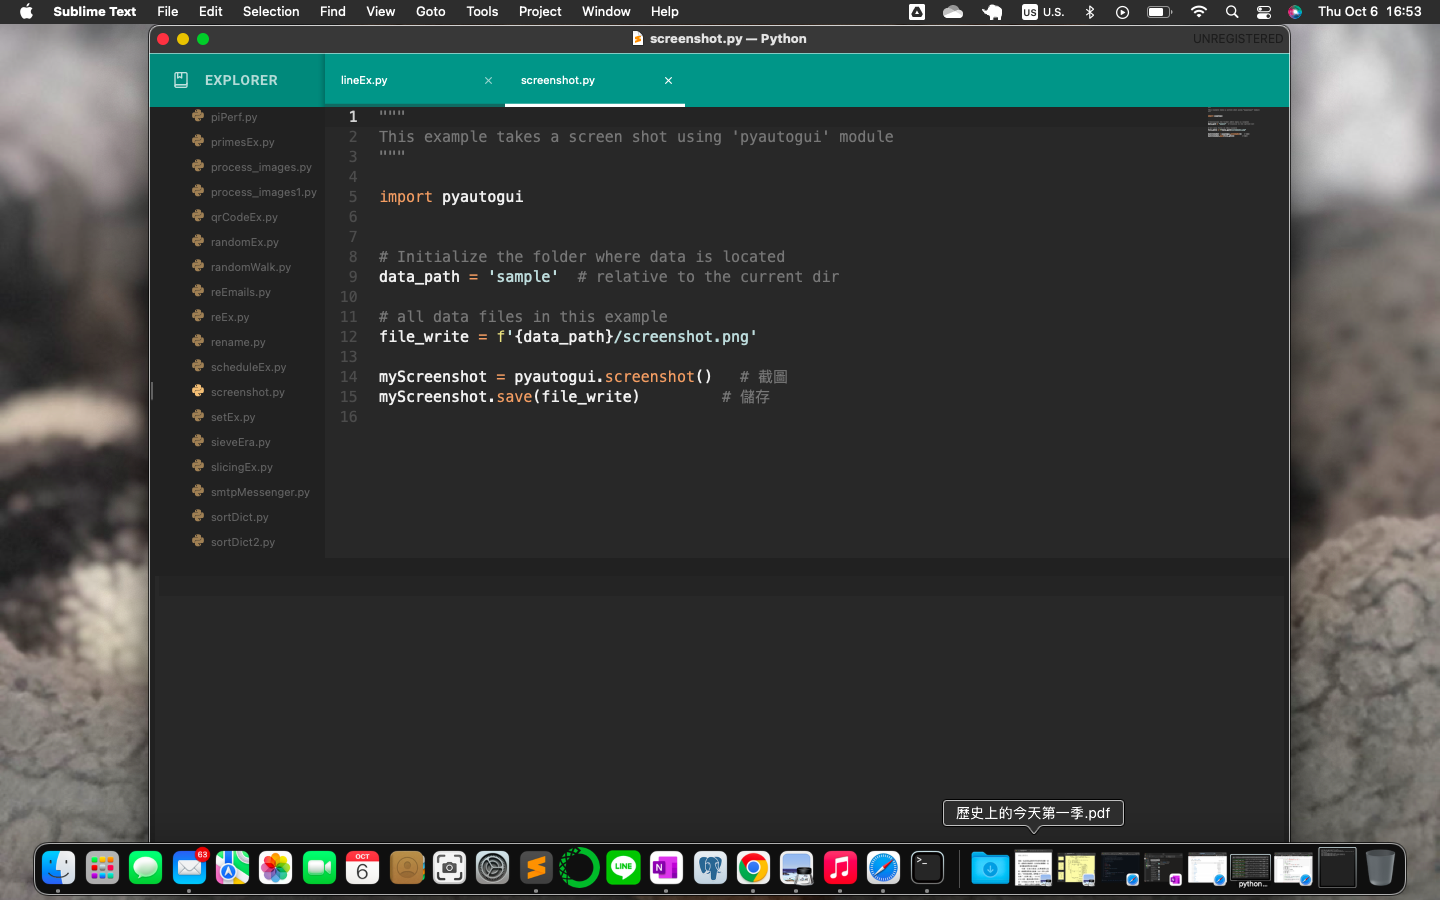 Sublime Text File Edit Selection Find View Goto Tools Project Window Help US U.S. Thu Oct 6 16:53
screenshot.py — Python UNREGISTERED
EXPLORER lineEx.py screenshot.py
piPerf.py
primesEx.py
process_images.py
process_images1.py
qrCodeEx.py
randomEx.py
randomWalk.py
reEmails.py
reEx.py
rename.py
scheduleEx.py
screenshot.py
setEx.py
sieveEra.py
slicingEx.py
smtpMessenger.py
sortDict.py
sortDict2.py
1 """
2 This example takes a screen shot using 'pyautogui' module
3 """
4
5 import pyautogui
6
7
8 # Initialize the folder where data is located
9 data_path = 'sample'  # relative to the current dir
10
11 # all data files in this example
12 file_write = f'{data_path}/screenshot.png'
13
14 myScreenshot = pyautogui.screenshot()   # 截圖
15 myScreenshot.save(file_write)         # 儲存
16
歷史上的今天第一季.pdf
63
OCT
6
LINE
N
>_
python...